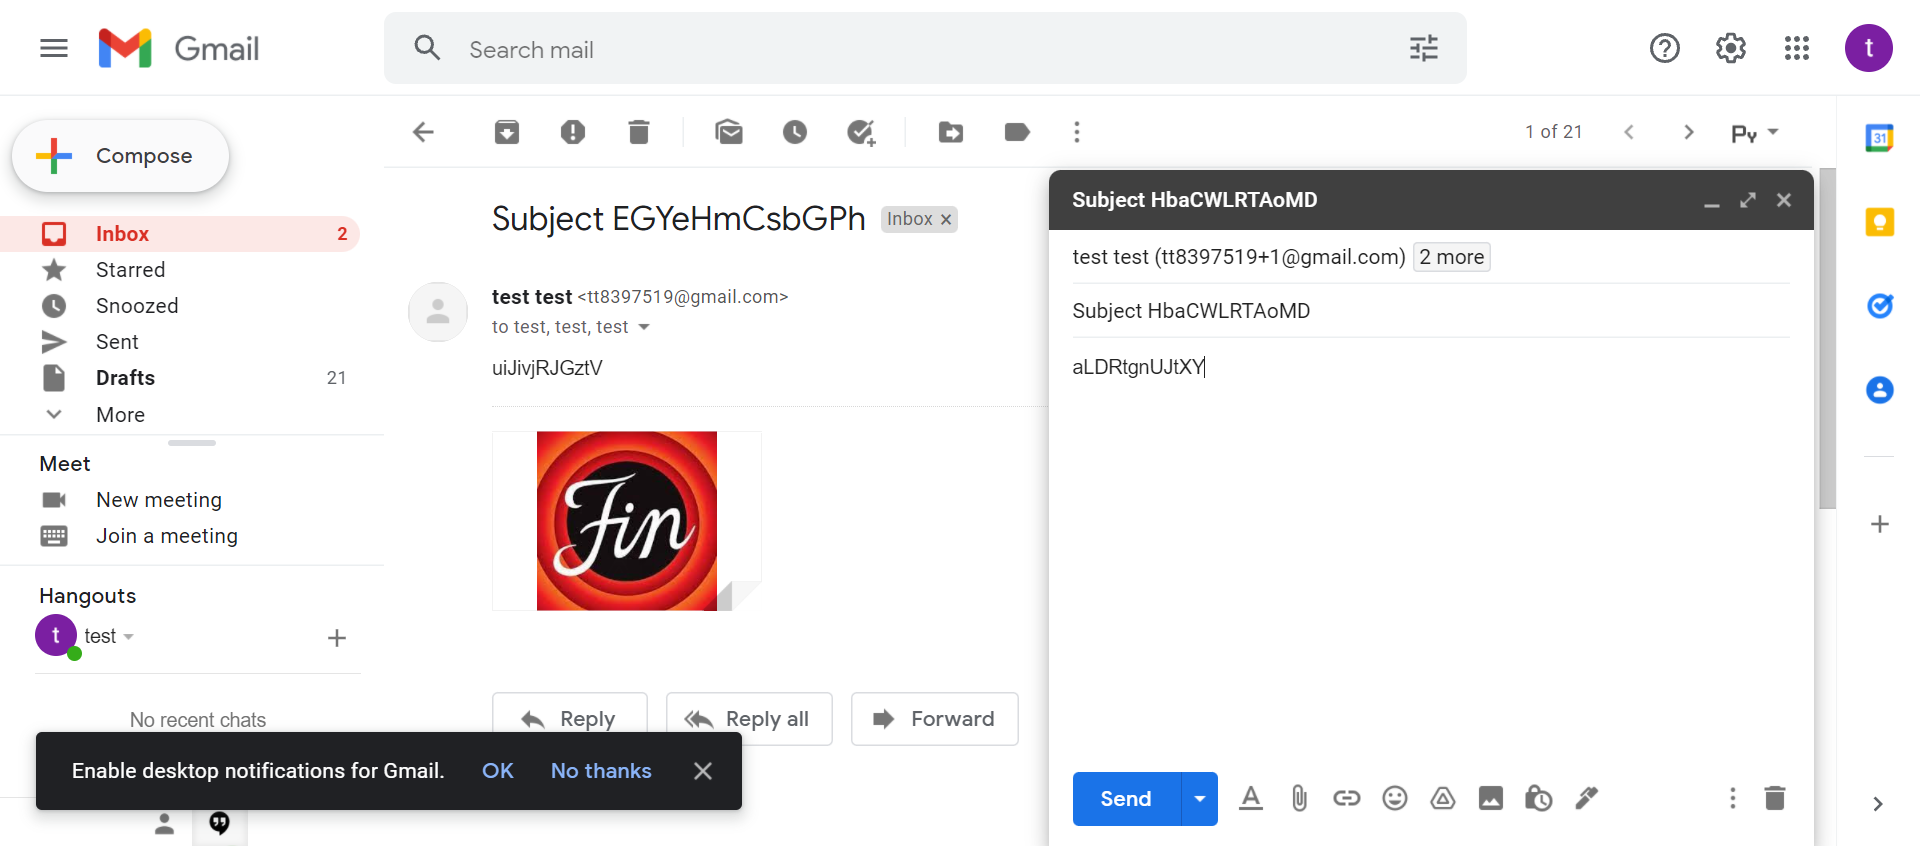 Gmail
Search mail
t
Compose
1 of 21
Py
31
Inbox 2
Starred
Snoozed
Sent
Drafts 21
More
Meet
New meeting
Join a meeting
Hangouts
t test
No recent chats
Subject EGYeHmCsbGPh Inbox ×
test test <tt8397519@gmail.com>
to test, test, test
uiJivjRJGztV
Fin
Reply Reply all Forward
Enable desktop notifications for Gmail. OK No thanks
Subject HbaCWLRTAoMD
test test (tt8397519+1@gmail.com) 2 more
Subject HbaCWLRTAoMD
aLDRtgnUJtXY
Send